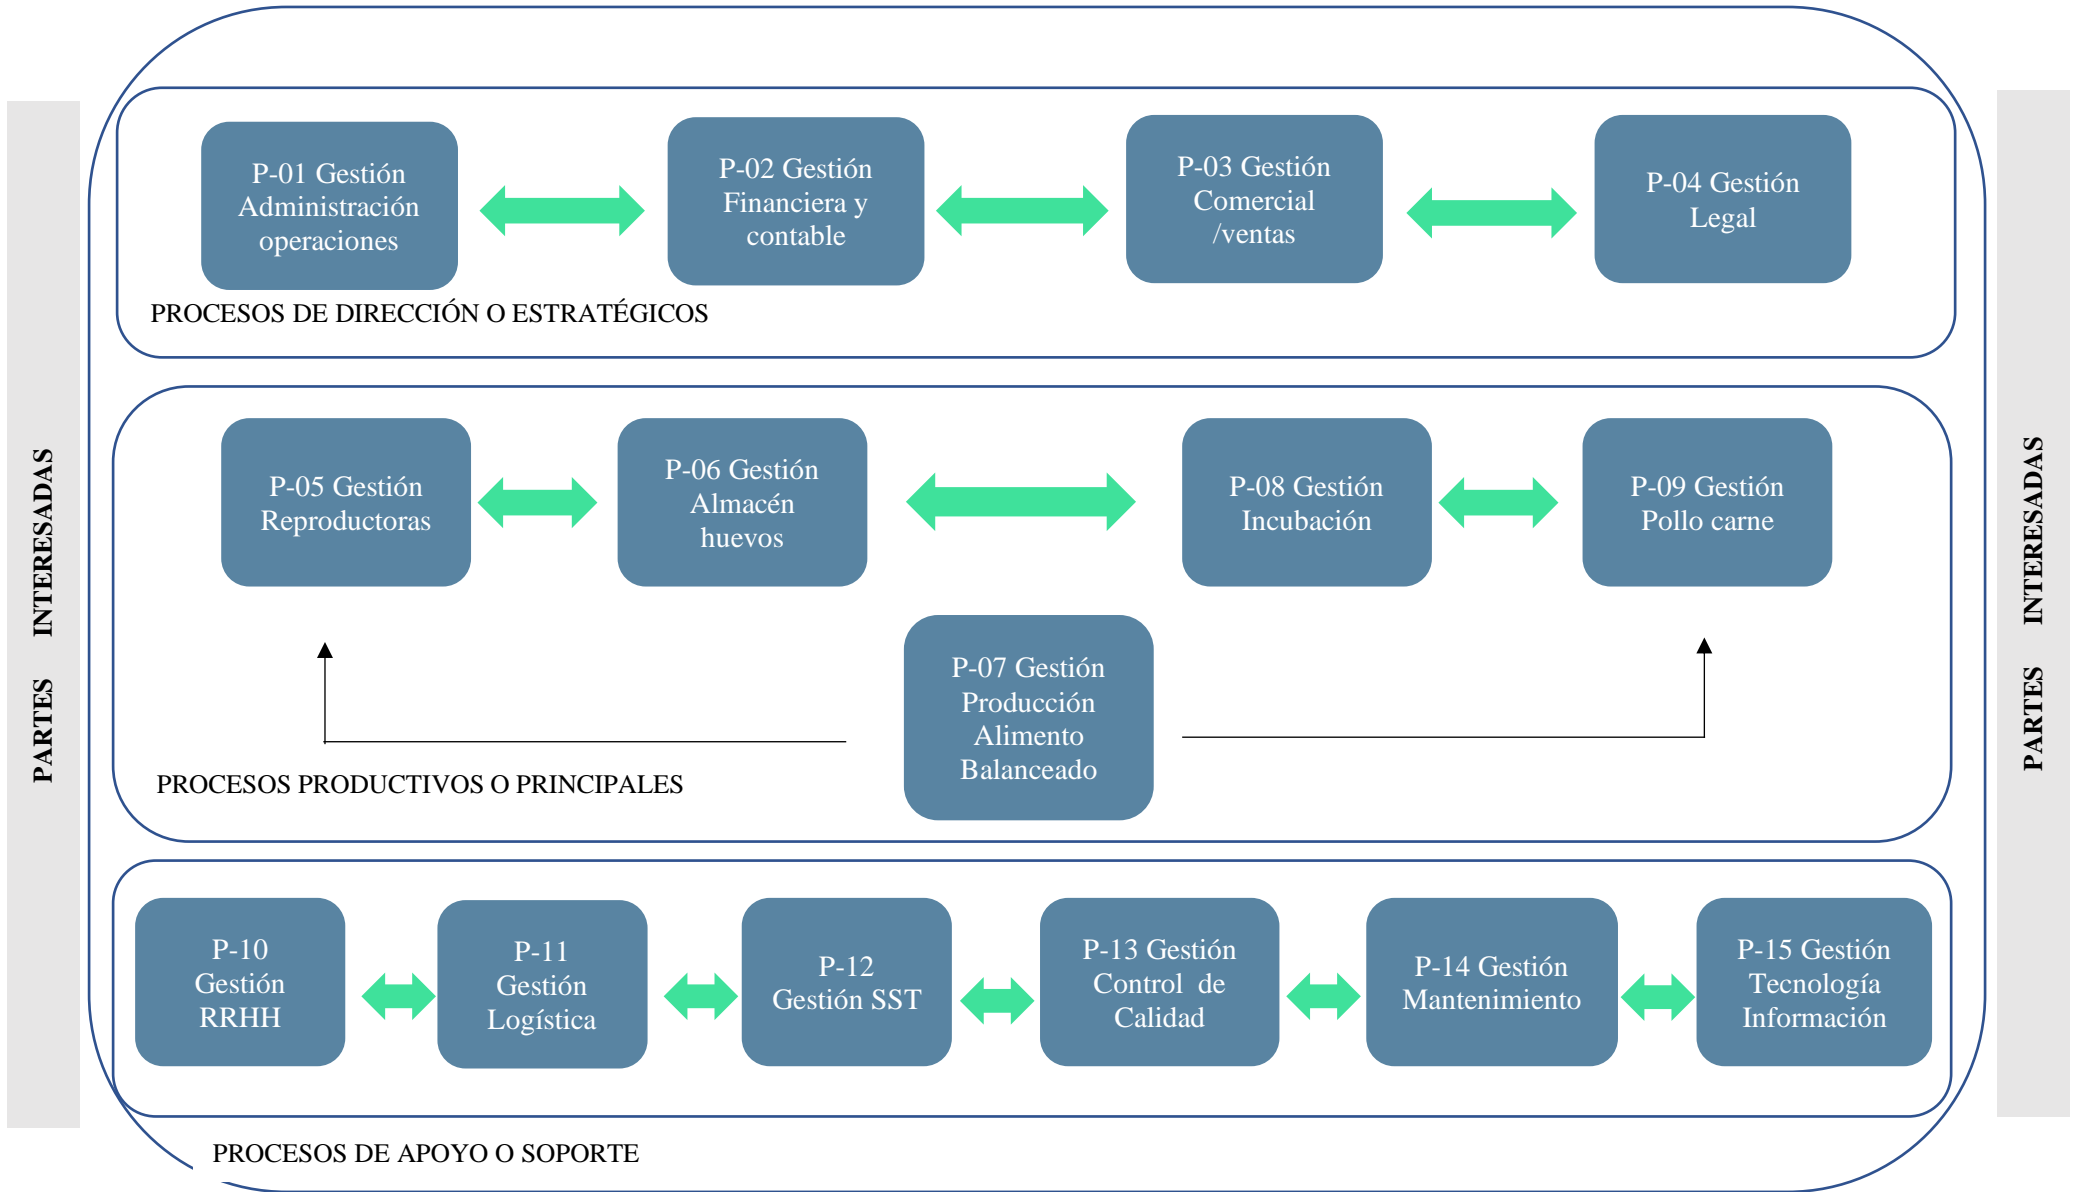 PARTES INTERESADAS
P-01 Gestión
Administración
operaciones
P-02 Gestión
Financiera y
contable
P-03 Gestión
Comercial
/ventas
P-04 Gestión
Legal
PROCESOS DE DIRECCIÓN O ESTRATÉGICOS
P-05 Gestión
Reproductoras
P-06 Gestión
Almacén
huevos
P-08 Gestión
Incubación
P-09 Gestión
Pollo carne
P-07 Gestión
Producción
Alimento
Balanceado
PROCESOS PRODUCTIVOS O PRINCIPALES
P-10
Gestión
RRHH
P-11
Gestión
Logística
P-12
Gestión SST
P-13 Gestión
Control de
Calidad
P-14 Gestión
Mantenimiento
P-15 Gestión
Tecnología
Información
PROCESOS DE APOYO O SOPORTE
PARTES INTERESADAS